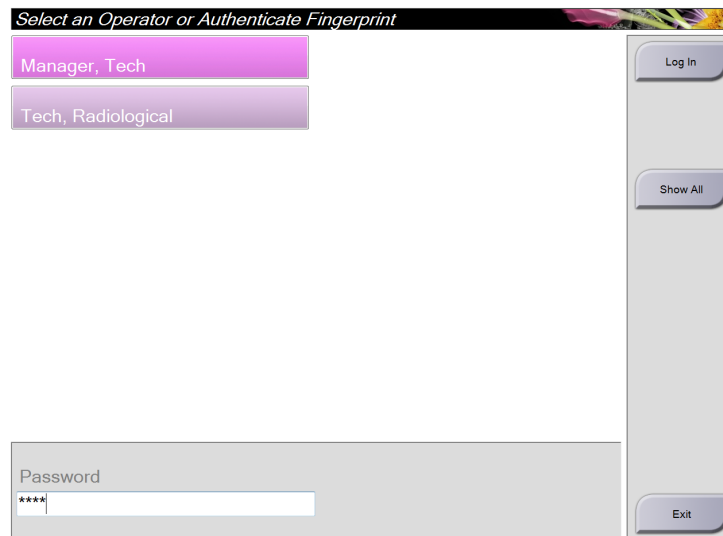 Select an Operator or Authenticate Fingerprint
Manager, Tech
Log In
Tech, Radiological
Show All
Password
****
Exit